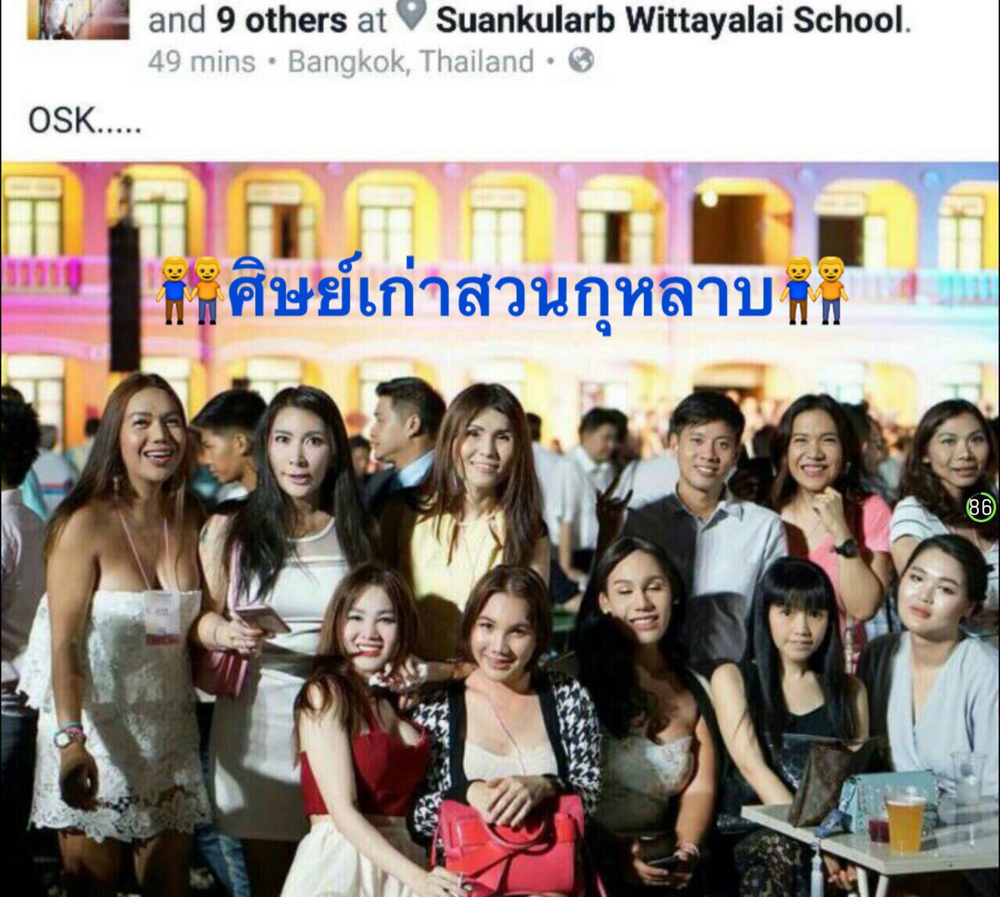 and 9 others at Suankularb Wittayalai School.
49 mins • Bangkok, Thailand •
OSK.....
ศิษย์เก่าสวนกุหลาบ
86